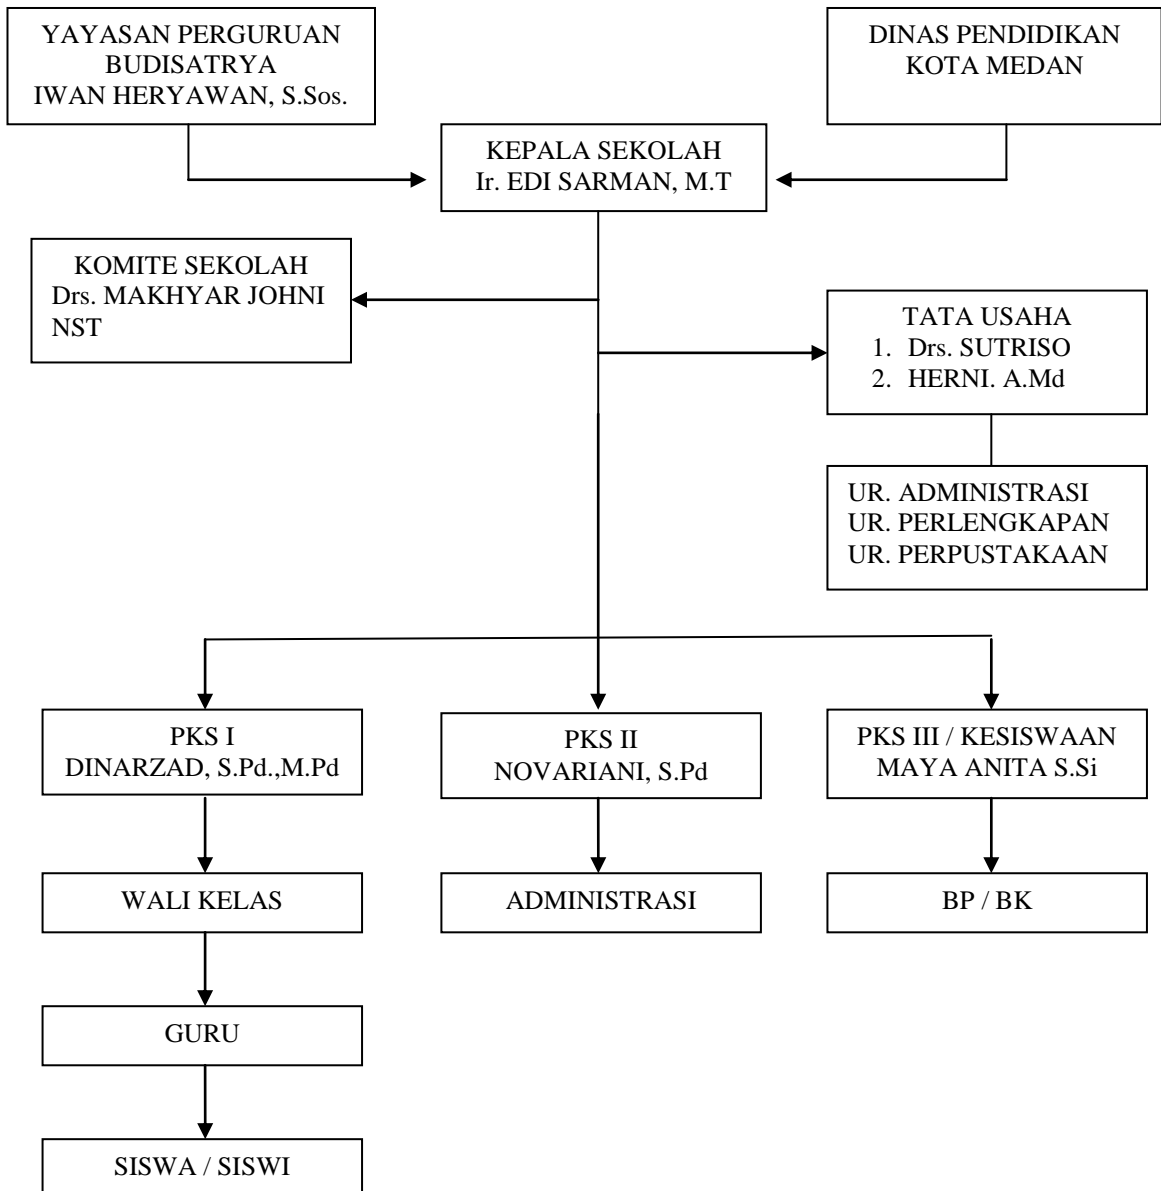 YAYASAN PERGURUAN
BUDISATRYA
IWAN HERYAWAN, S.Sos.
DINAS PENDIDIKAN
KOTA MEDAN
KEPALA SEKOLAH
Ir. EDI SARMAN, M.T
KOMITE SEKOLAH
Drs. MAKHYAR JOHNI
NST
TATA USAHA
1. Drs. SUTRISO
2. HERNI. A.Md
UR. ADMINISTRASI
UR. PERLENGKAPAN
UR. PERPUSTAKAAN
PKS I
DINARZAD, S.Pd.,M.Pd
PKS II
NOVARIANI, S.Pd
PKS III / KESISWAAN
MAYA ANITA S.Si
WALI KELAS
ADMINISTRASI
BP / BK
GURU
SISWA / SISWI